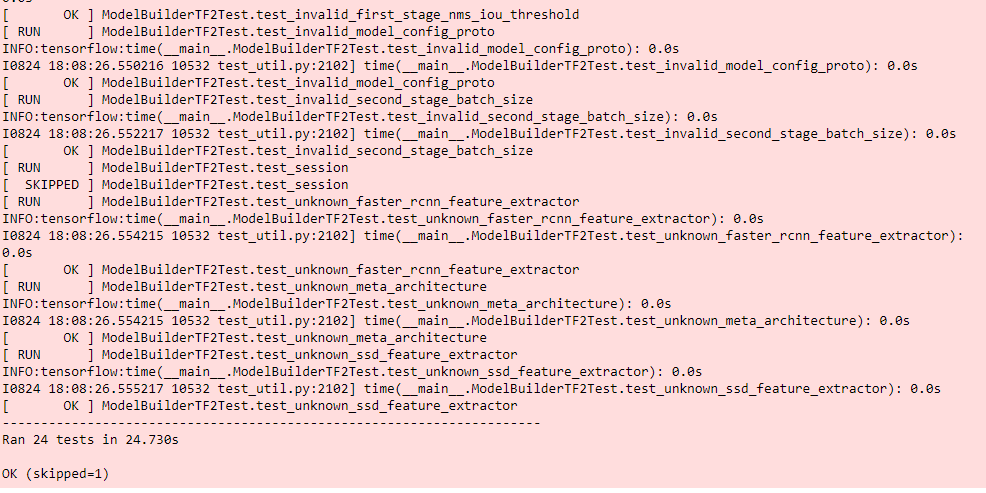 [       OK ] ModelBuilderTF2Test.test_invalid_first_stage_nms_iou_threshold
[ RUN      ] ModelBuilderTF2Test.test_invalid_model_config_proto
INFO:tensorflow:time(__main__.ModelBuilderTF2Test.test_invalid_model_config_proto): 0.0s
I0824 18:08:26.550216 10532 test_util.py:2102] time(__main__.ModelBuilderTF2Test.test_invalid_model_config_proto): 0.0s
[       OK ] ModelBuilderTF2Test.test_invalid_model_config_proto
[ RUN      ] ModelBuilderTF2Test.test_invalid_second_stage_batch_size
INFO:tensorflow:time(__main__.ModelBuilderTF2Test.test_invalid_second_stage_batch_size): 0.0s
I0824 18:08:26.552217 10532 test_util.py:2102] time(__main__.ModelBuilderTF2Test.test_invalid_second_stage_batch_size): 0.0s
[       OK ] ModelBuilderTF2Test.test_invalid_second_stage_batch_size
[ RUN      ] ModelBuilderTF2Test.test_session
[  SKIPPED ] ModelBuilderTF2Test.test_session
[ RUN      ] ModelBuilderTF2Test.test_unknown_faster_rcnn_feature_extractor
INFO:tensorflow:time(__main__.ModelBuilderTF2Test.test_unknown_faster_rcnn_feature_extractor): 0.0s
I0824 18:08:26.554215 10532 test_util.py:2102] time(__main__.ModelBuilderTF2Test.test_unknown_faster_rcnn_feature_extractor):
0.0s
[       OK ] ModelBuilderTF2Test.test_unknown_faster_rcnn_feature_extractor
[ RUN      ] ModelBuilderTF2Test.test_unknown_meta_architecture
INFO:tensorflow:time(__main__.ModelBuilderTF2Test.test_unknown_meta_architecture): 0.0s
I0824 18:08:26.554215 10532 test_util.py:2102] time(__main__.ModelBuilderTF2Test.test_unknown_meta_architecture): 0.0s
[       OK ] ModelBuilderTF2Test.test_unknown_meta_architecture
[ RUN      ] ModelBuilderTF2Test.test_unknown_ssd_feature_extractor
INFO:tensorflow:time(__main__.ModelBuilderTF2Test.test_unknown_ssd_feature_extractor): 0.0s
I0824 18:08:26.555217 10532 test_util.py:2102] time(__main__.ModelBuilderTF2Test.test_unknown_ssd_feature_extractor): 0.0s
[       OK ] ModelBuilderTF2Test.test_unknown_ssd_feature_extractor
----------------------------------------------------------------------
Ran 24 tests in 24.730s
OK (skipped=1)